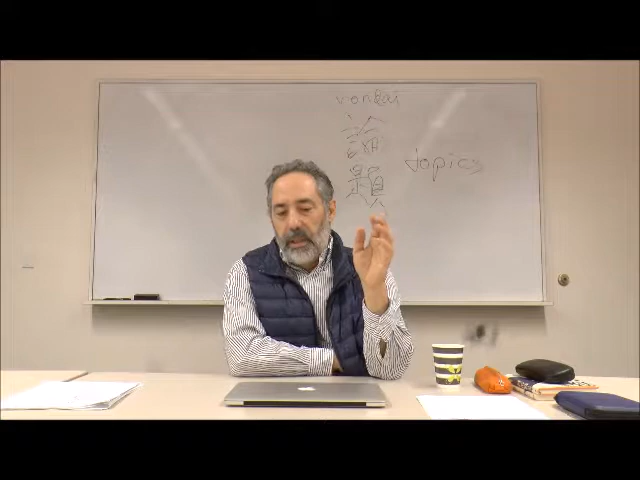 rondai
論
題
topics